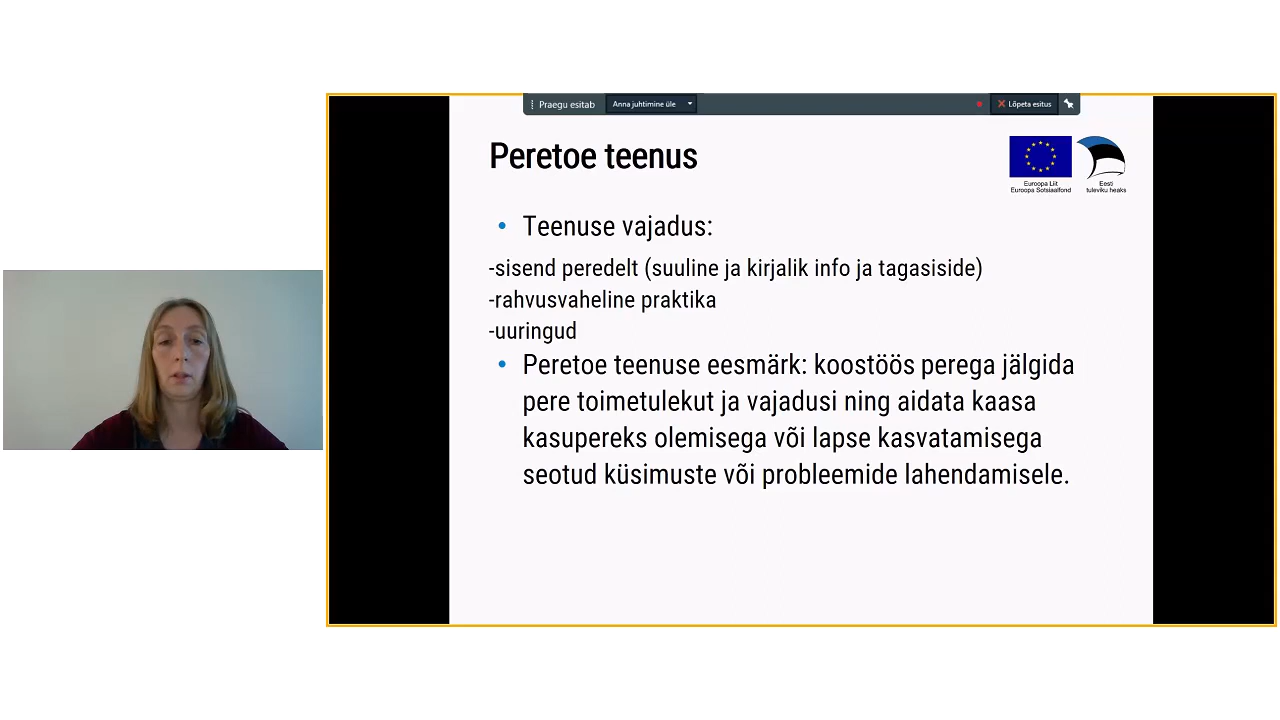 Praegu esitab
Anna juhtimine üle
Lõpeta esitus
Peretoe teenus
Euroopa Liit
Euroopa Sotsiaalfond
Eesti
tuleviku heaks
• Teenuse vajadus:
-sisend peredelt (suuline ja kirjalik info ja tagasiside)
-rahvusvaheline praktika
-uuringud
• Peretoe teenuse eesmärk: koostöös perega jälgida
pere toimetulekut ja vajadusi ning aidata kaasa
kasupereks olemisega või lapse kasvatamisega
seotud küsimuste või probleemide lahendamisele.